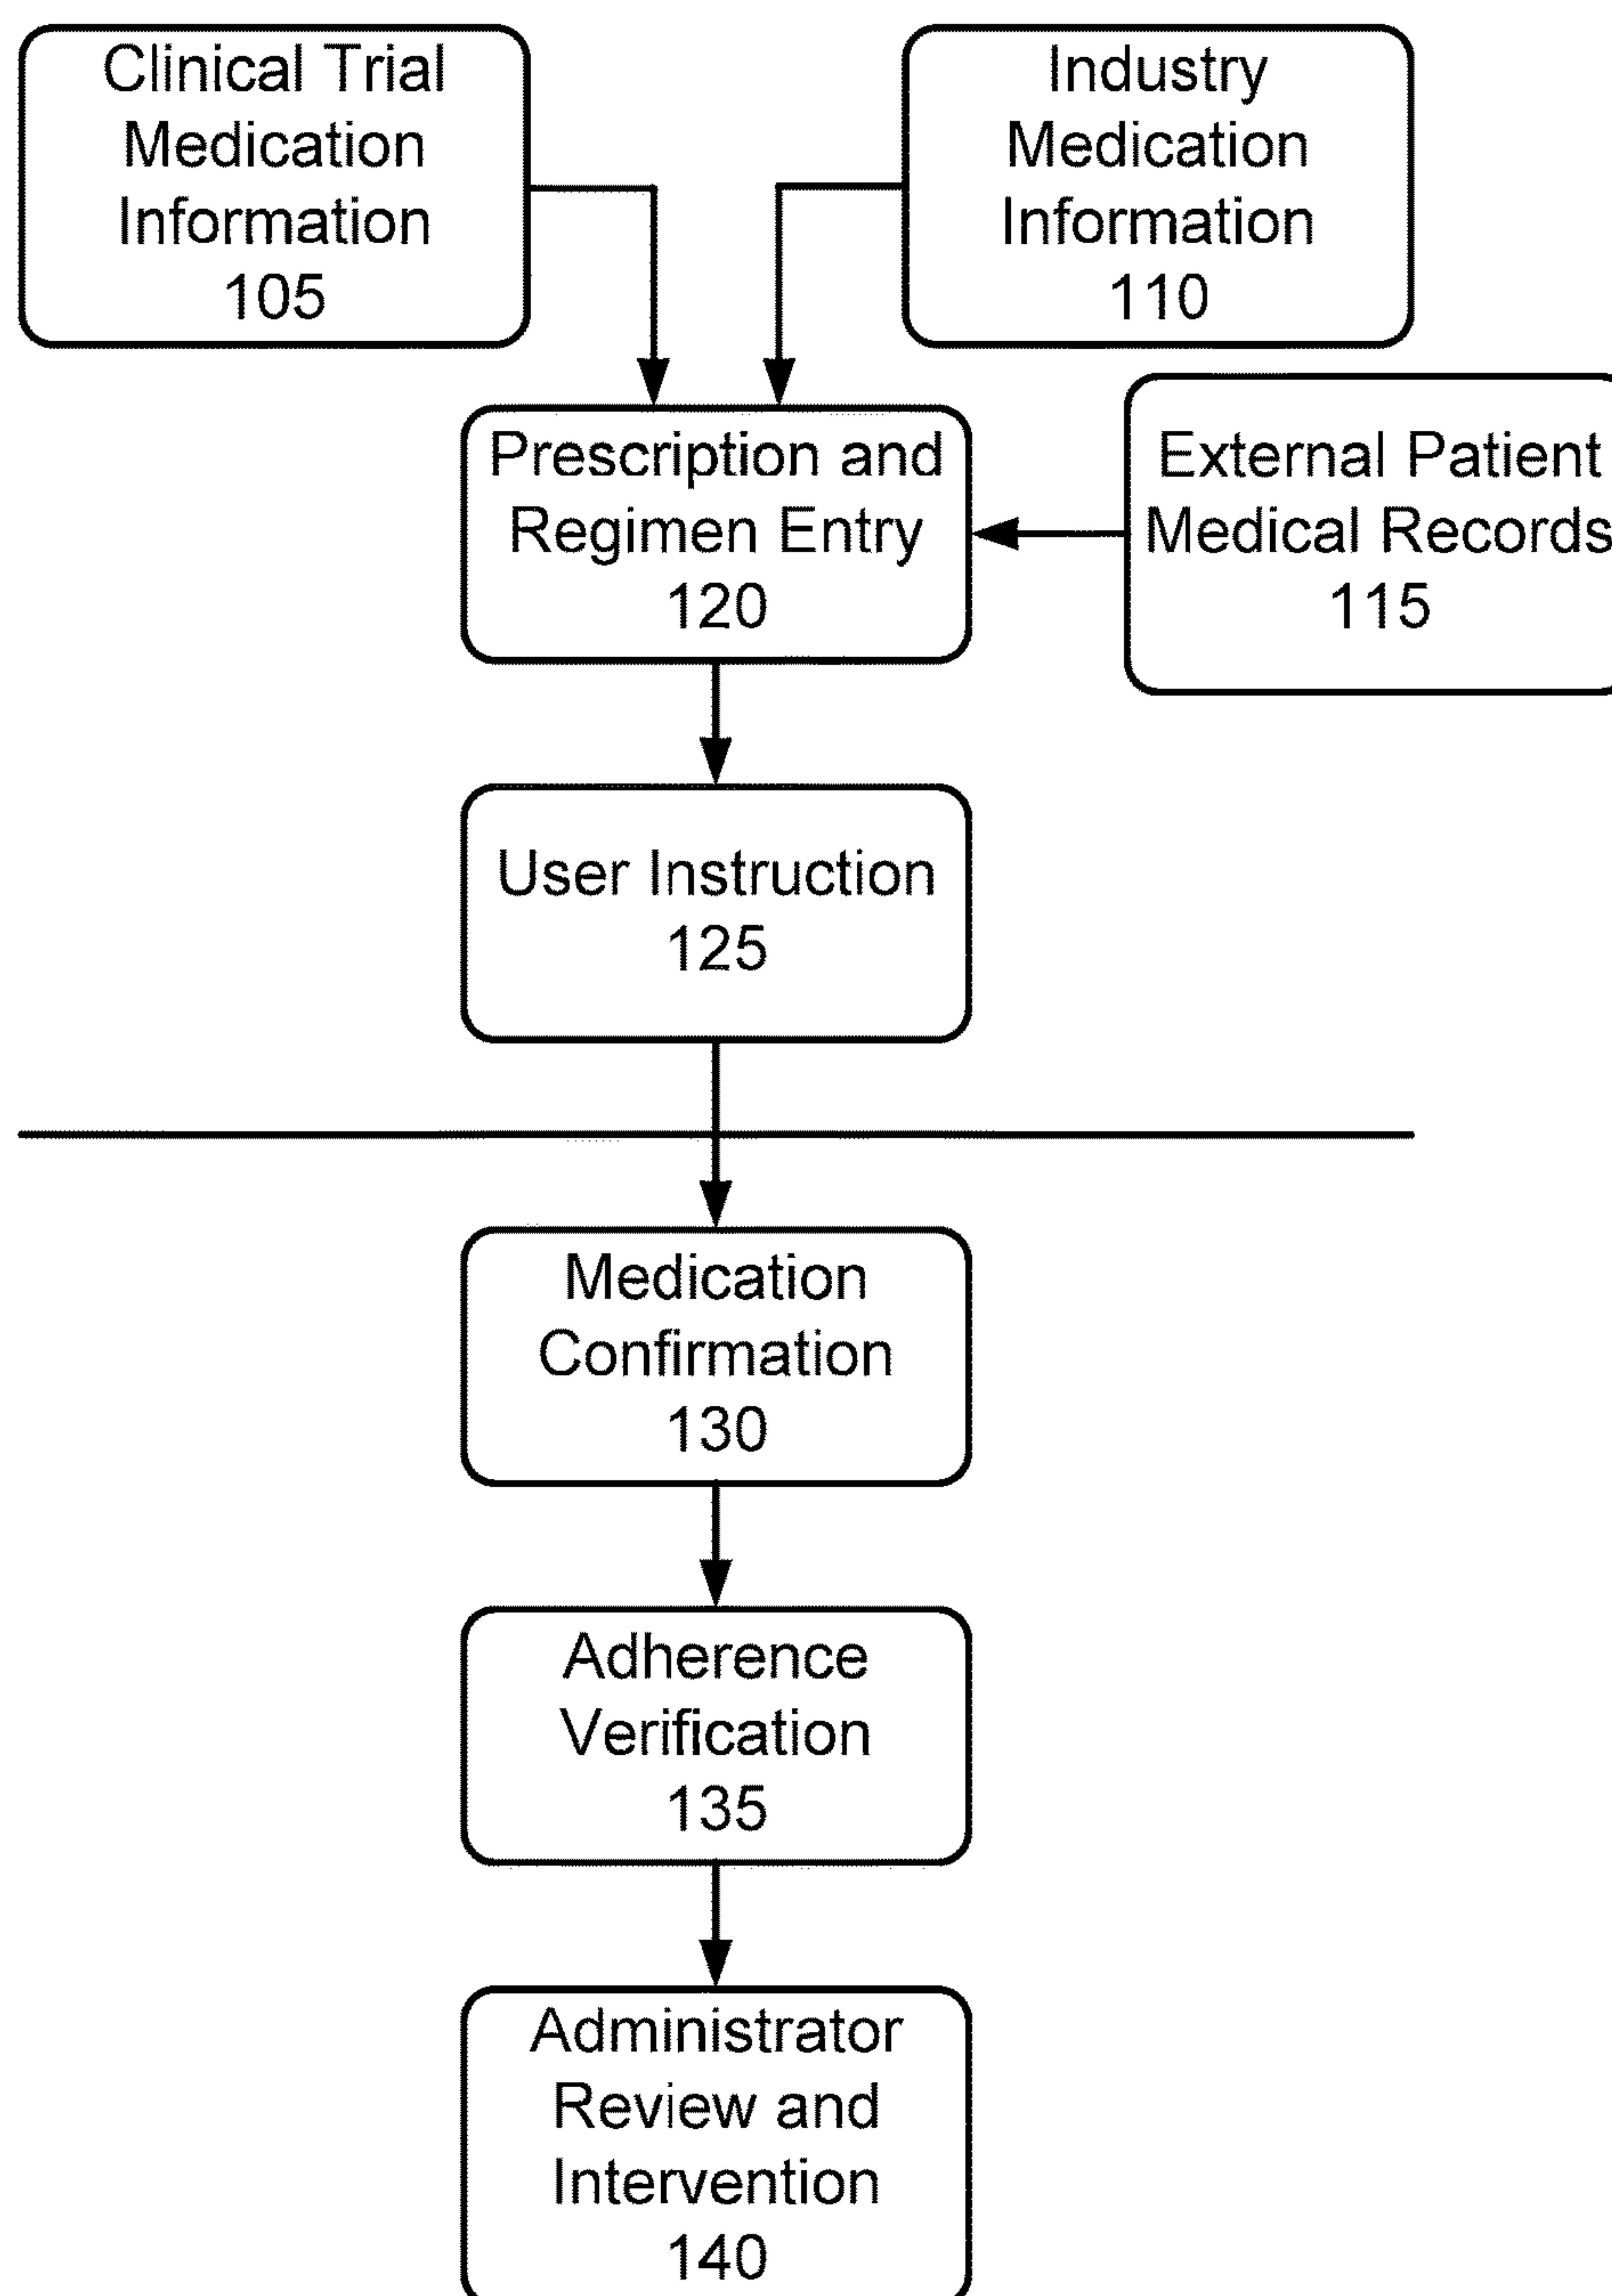 Clinical Trial
Medication
Information
105
Industry
Medication
Information
110
Prescription and
Regimen Entry
120
External Patient
Medical Records
115
User Instruction
125
Medication
Confirmation
130
Adherence
Verification
135
Administrator
Review and
Intervention
140